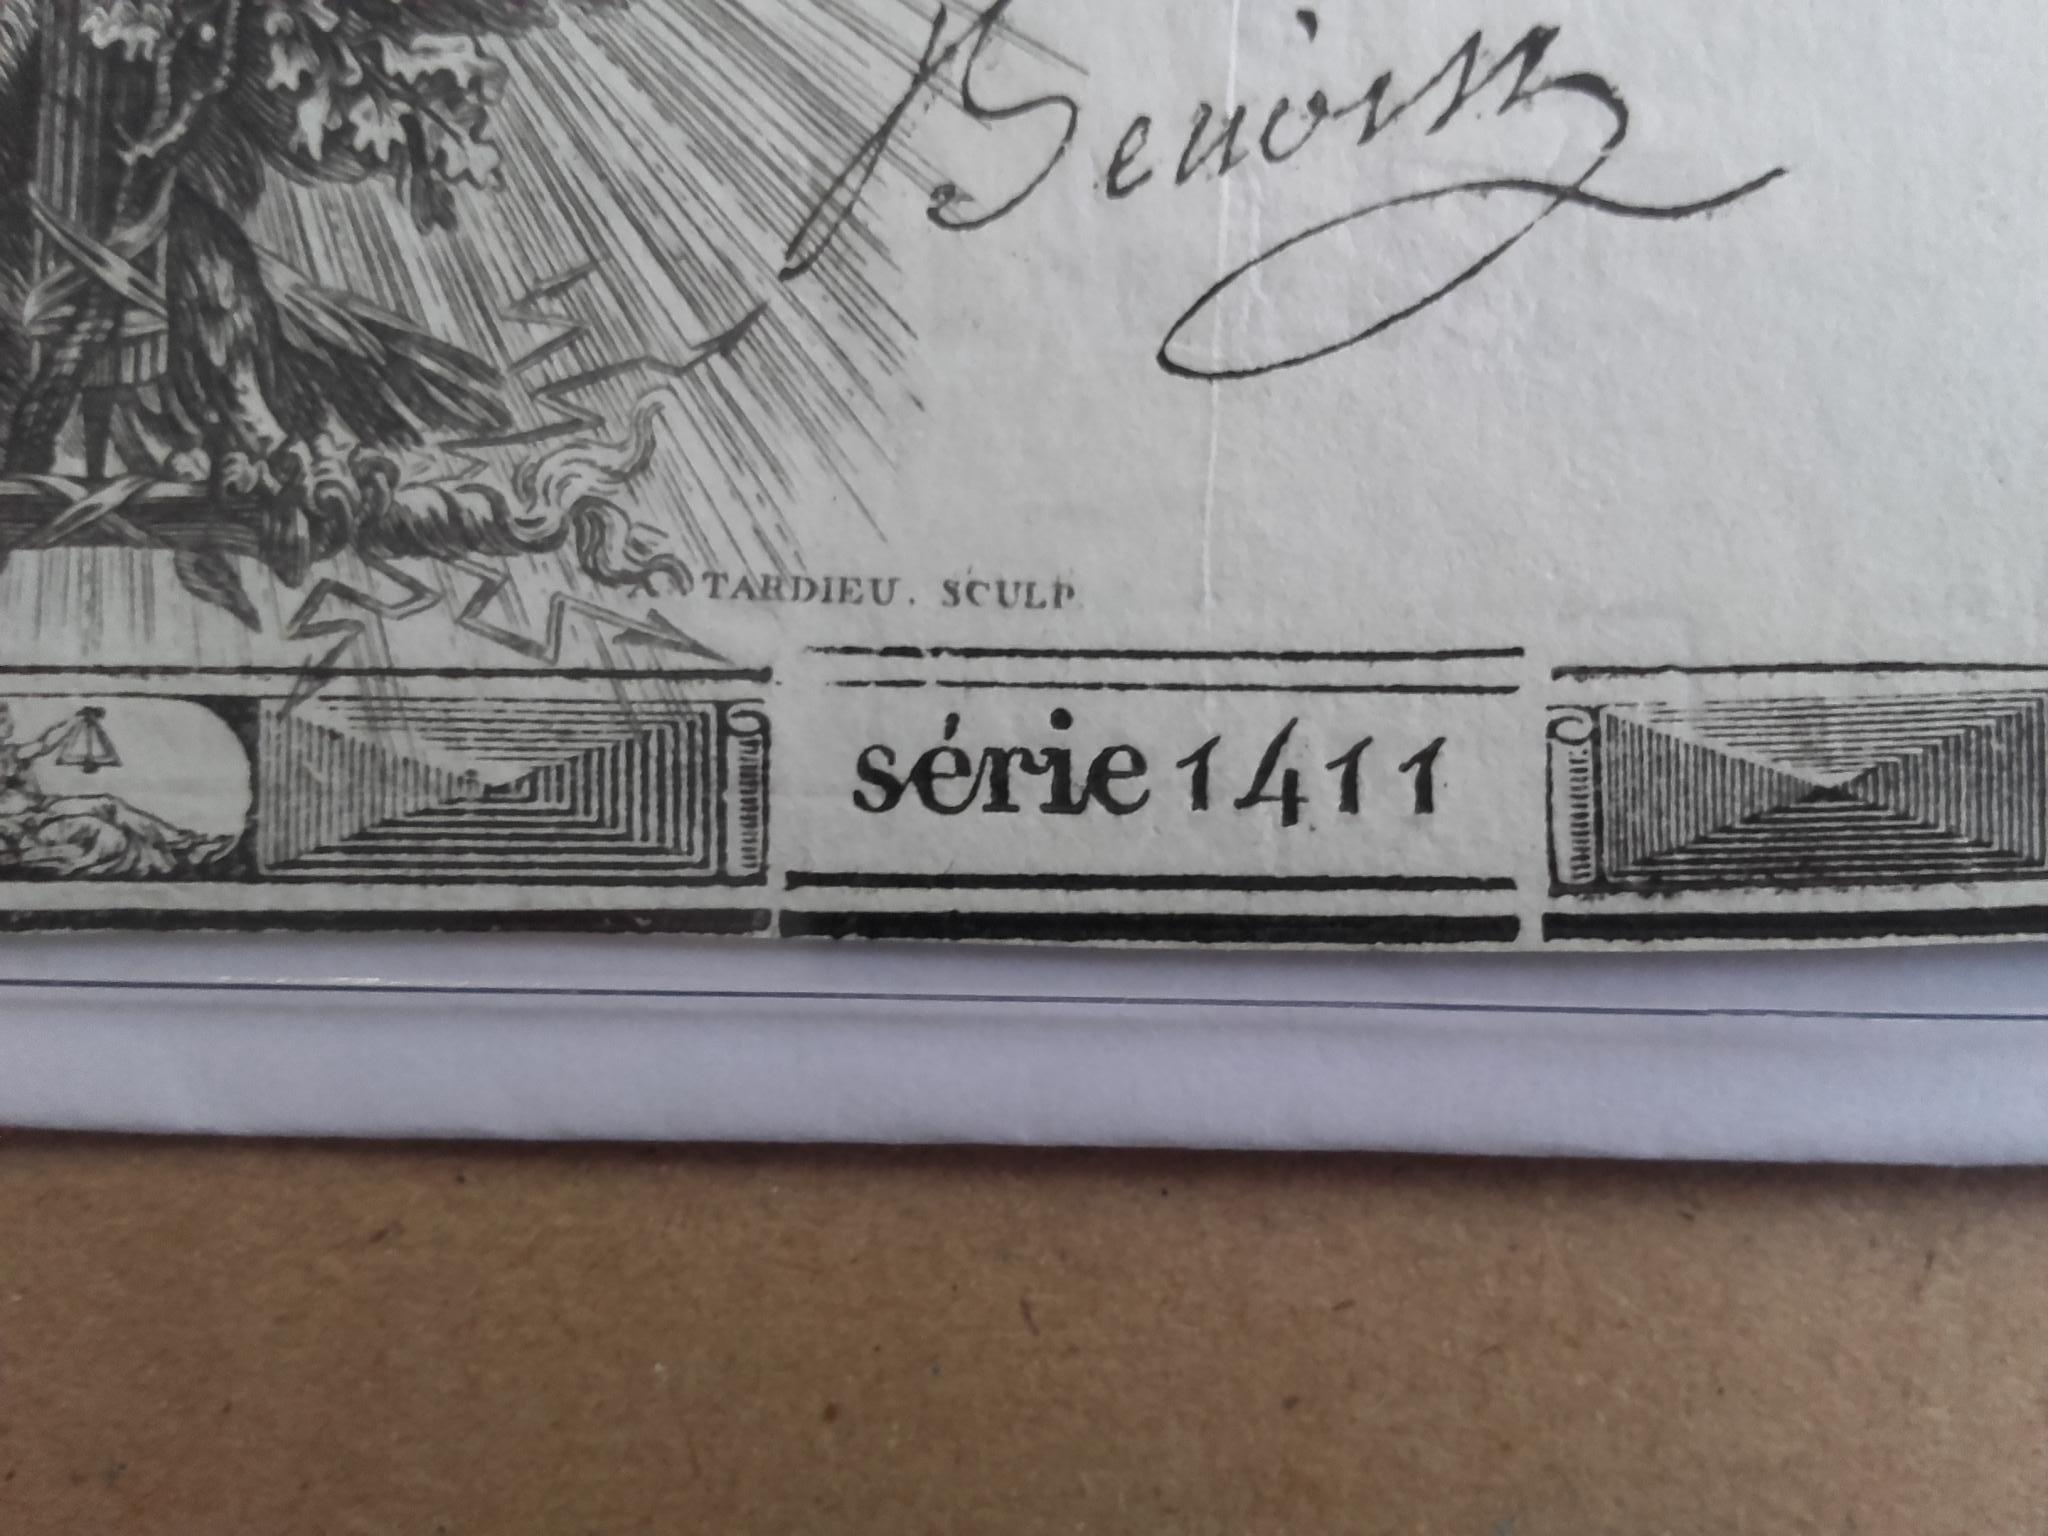 Benoist
TARDIEU. SCULP
série 1411